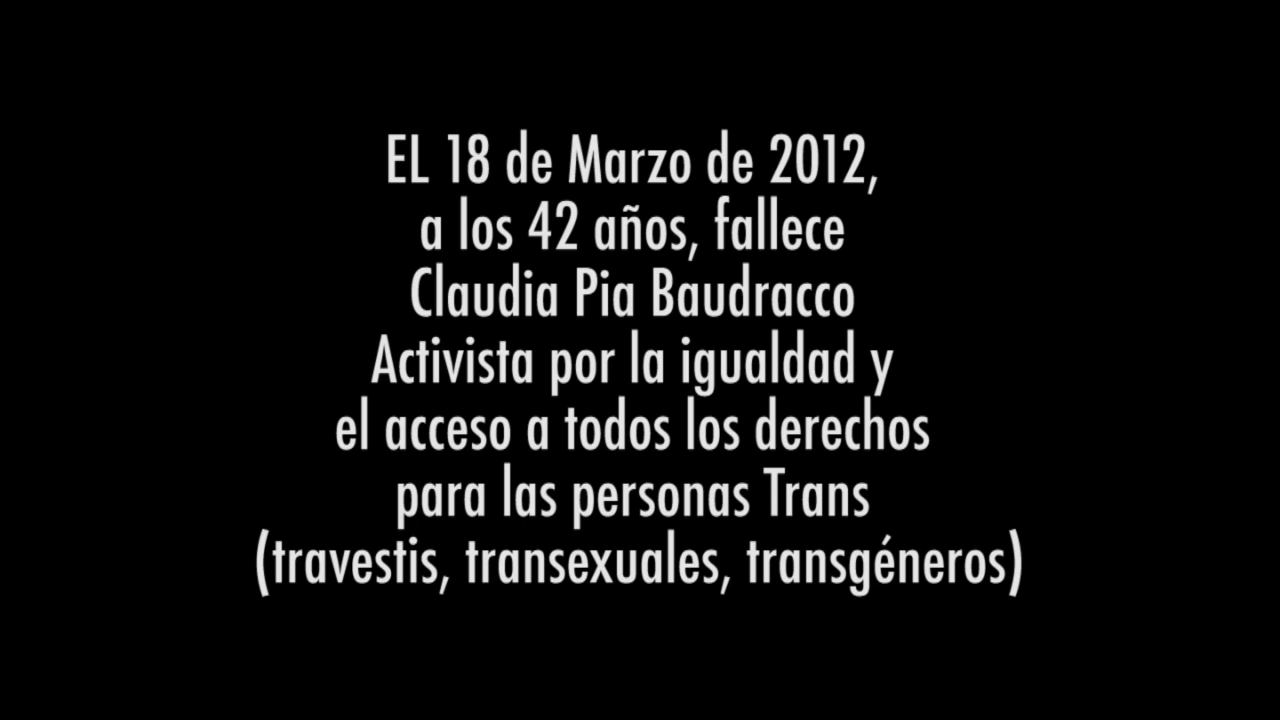 EL 18 de Marzo de 2012,
a los 42 años, fallece
Claudia Pia Baudracco
Activista por la igualdad y
el acceso a todos los derechos
para las personas Trans
(travestis, transexuales, transgéneros)